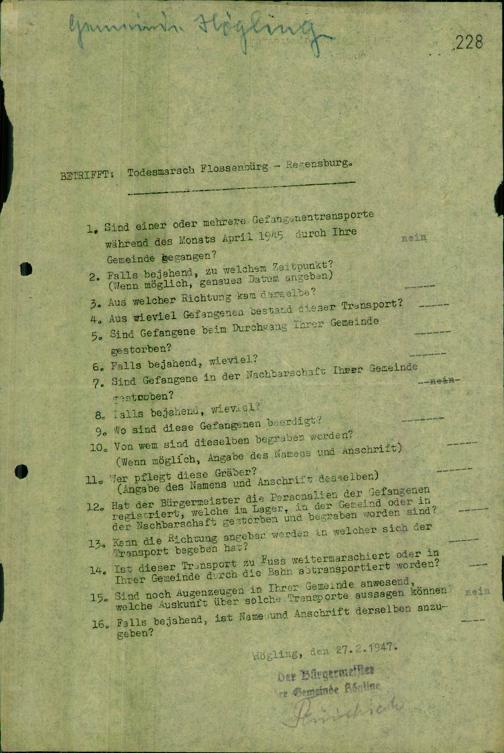 Gemeinde Högling
228
BETRIFFT: Todesmarsch Flossenbürg - Regensburg.
1. Sind einer oder mehrere Gefangenentransporte
während des Monats April 1945 durch Ihre
Gemeinde gegangen? nein
2. Falls bejahend, zu welchem Zeitpunkt?
(Wenn möglich, genaues Datum angeben)
3. Aus welcher Richtung kam derselbe?
4. Aus wieviel Gefangenen bestand dieser Transport?
5. Sind Gefangene beim Durchgang Ihrer Gemeinde
gestorben?
6. Falls bejahend, wieviel?
7. Sind Gefangene in der Nachbarschaft Ihrer Gemeinde
gestorben? --nein-
8. Falls bejahend, wieviel?
9. Wo sind diese Gefangenen beerdigt?
10. Von wem sind dieselben begraben worden?
(Wenn möglich, Angabe des Namens und Anschrift)
11. Wer pflegt diese Gräber?
(Angabe des Namens und Anschrift desselben)
12. Hat der Bürgermeister die Personalien der Gefangenen
registriert, welche im Lager, in der Gemeind oder in
der Nachbarschaft gestorben und begraben worden sind?
13. Kann die Richtung angeben werden in welcher sich der
Transport begeben hat?
14. Ist dieser Transport zu Fuss weitermarschiert oder in
Ihrer Gemeinde durch die Bahn abtransportiert worden?
15. Sind noch Augenzeugen in Ihrer Gemeinde anwesend,
welche Auskunft über solche Transporte aussagen können nein
16. Falls bejahend, ist Name und Anschrift derselben anzu-
geben?
Högling, den 27.2.1947.
Der Bürgermeister
der Gemeinde Högling